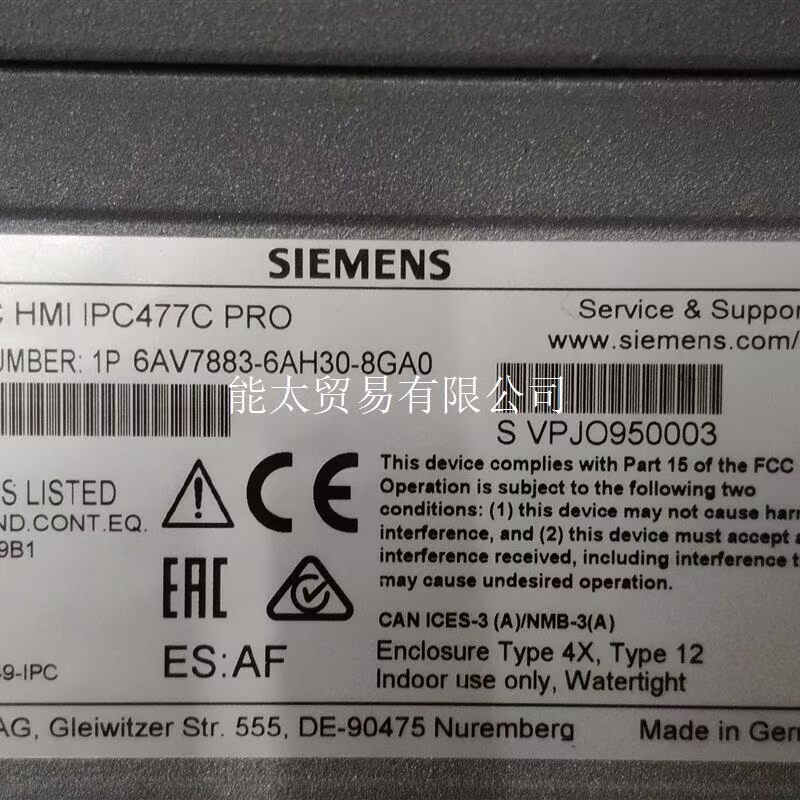 SIEMENS
C HMI IPC477C PRO
Service & Suppor
www.siemens.com/
UMBER: 1P 6AV7883-6AH30-8GA0
能太贸易有限公司
S VPJO950003
S LISTED
ND.CONT.EQ.
9B1
CE
This device complies with Part 15 of the FCC
Operation is subject to the following two
conditions: (1) this device may not cause harm
interference, and (2) this device must accept a
interference received, including interference t
may cause undesired operation.
EAC
CAN ICES-3 (A)/NMB-3(A)
ES:AF
Enclosure Type 4X, Type 12
Indoor use only, Watertight
49-IPC
AG, Gleiwitzer Str. 555, DE-90475 Nuremberg
Made in Ger